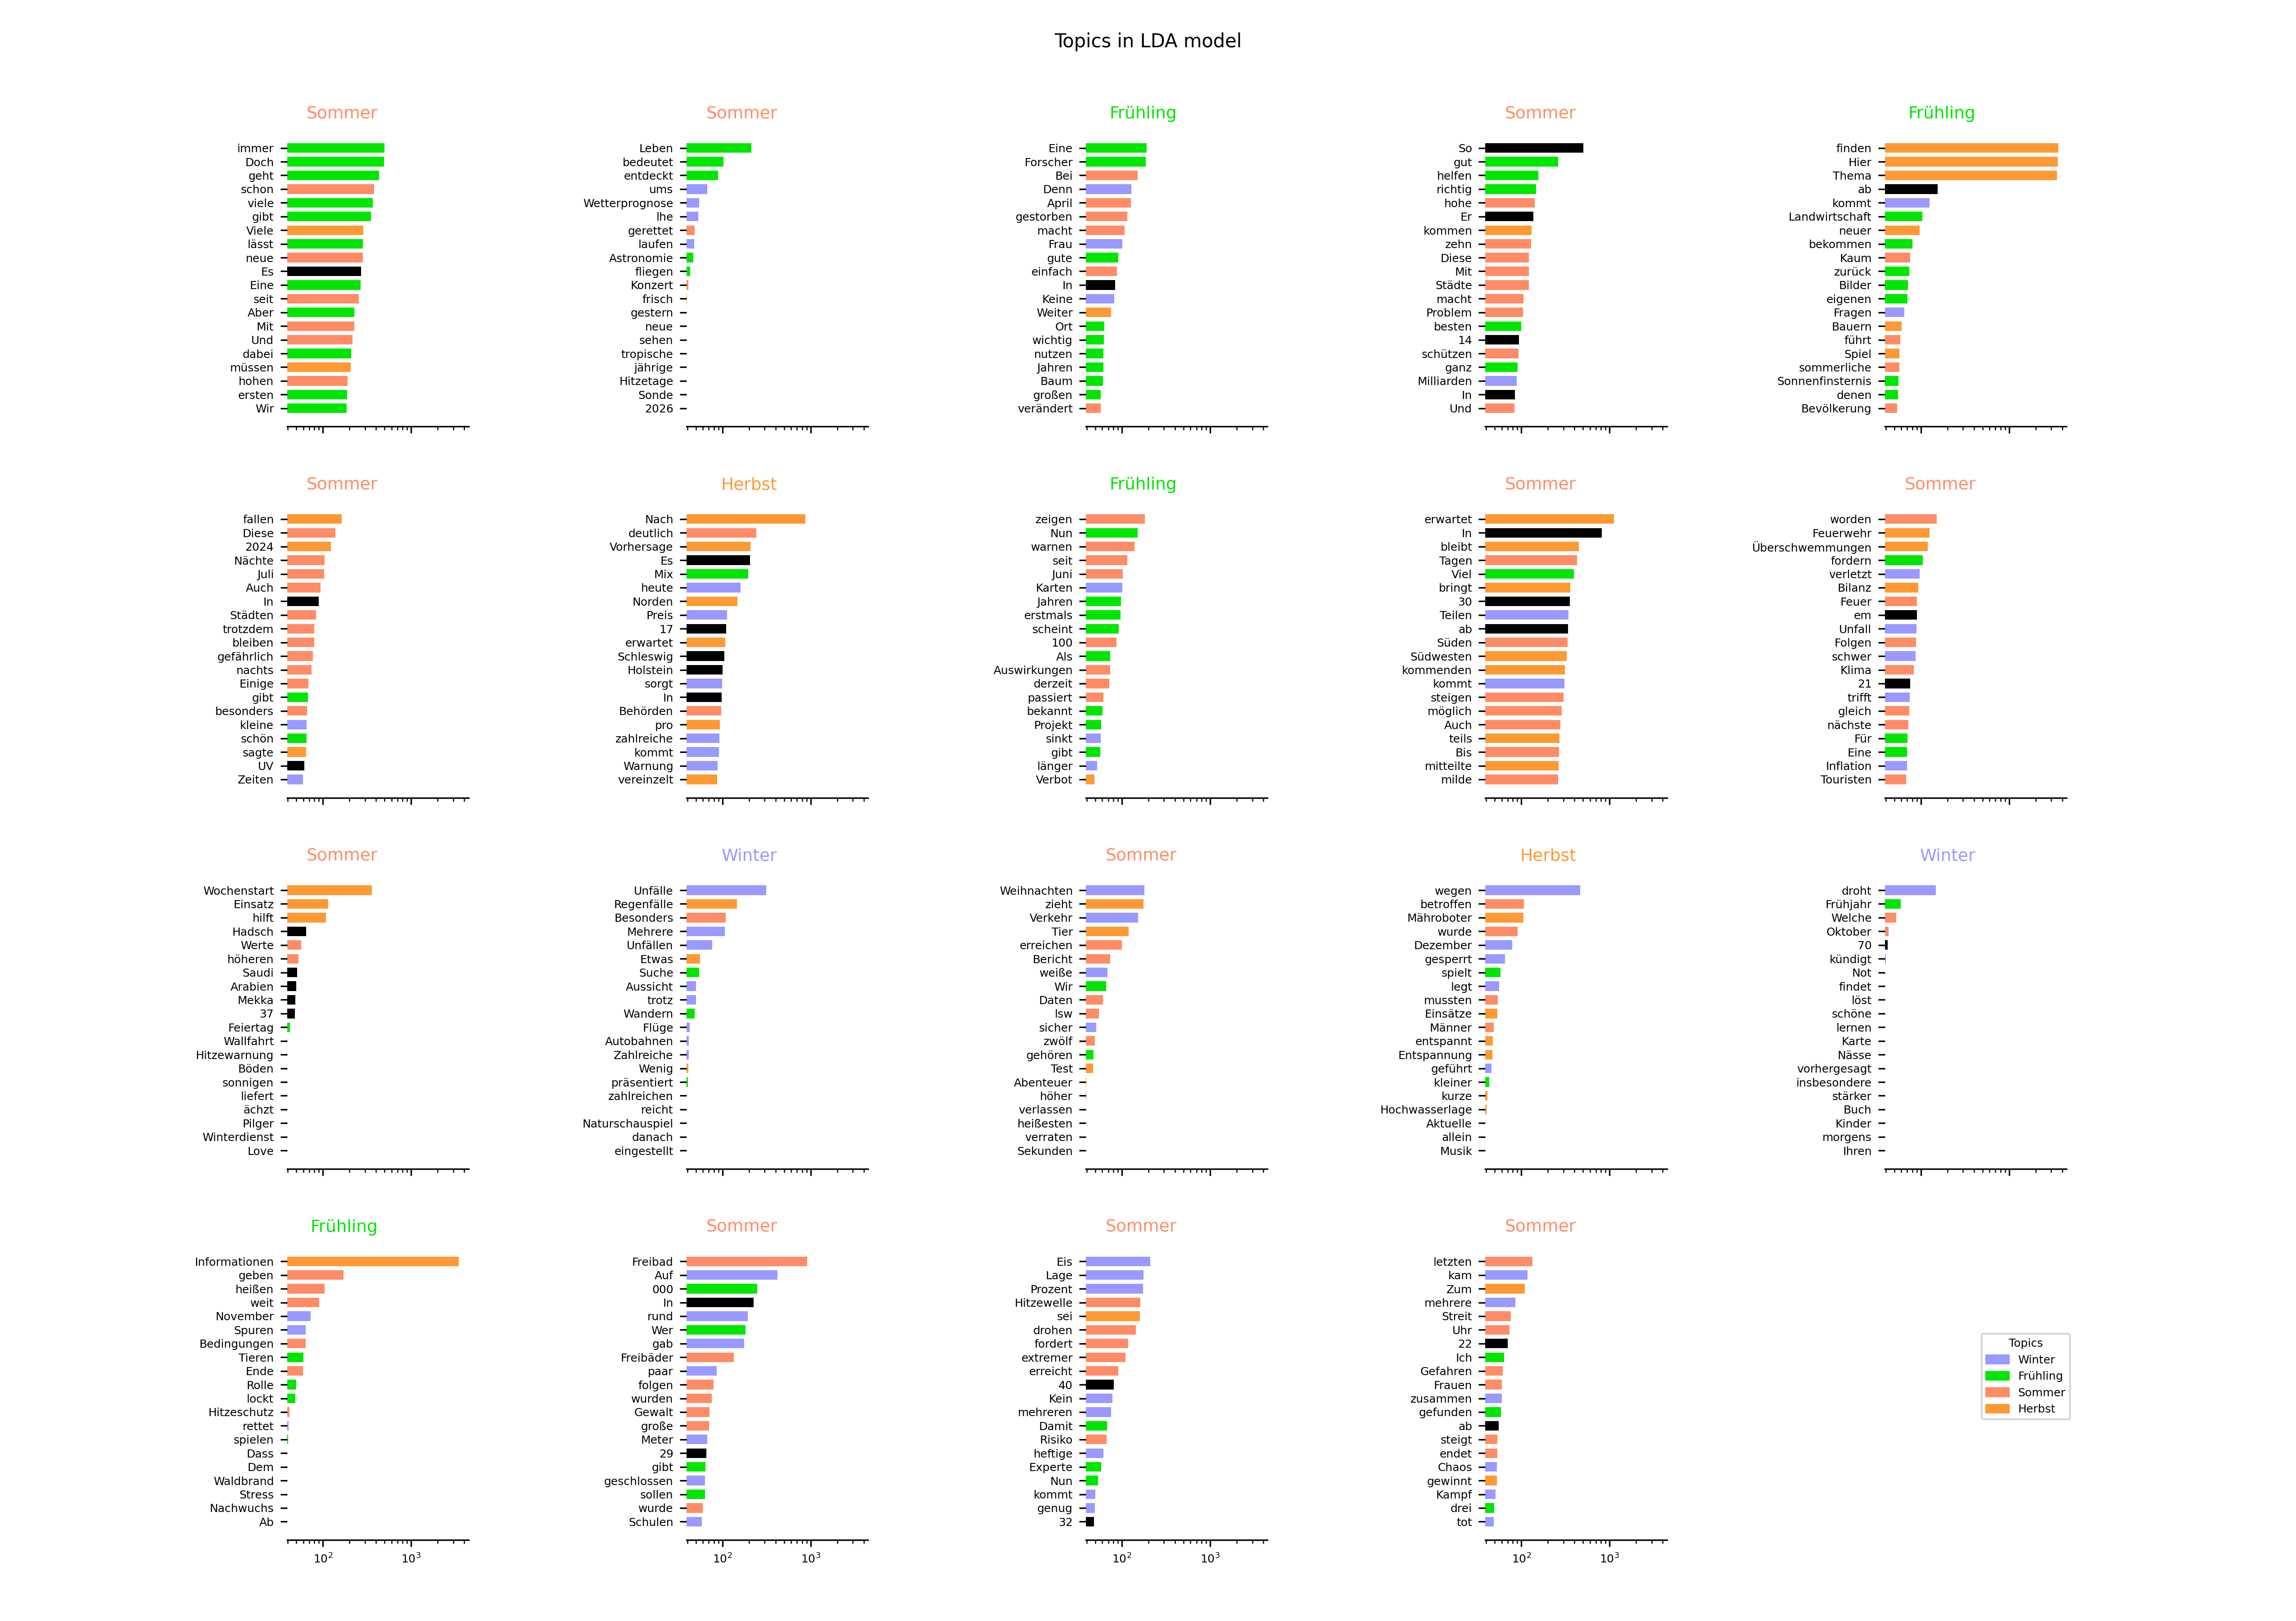 Topics in LDA model
Sommer
immer
Doch
geht
schon
viele
gibt
Viele
lässt
neue
Es
Eine
seit
Aber
Mit
Und
dabei
müssen
hohen
ersten
Wir
Sommer
Leben
bedeutet
entdeckt
ums
Wetterprognose
lhe
gerettet
laufen
Astronomie
fliegen
Konzert
frisch
gestern
neue
sehen
tropische
jährige
Hitzetage
Sonde
2026
Frühling
Eine
Forscher
Bei
Denn
April
gestorben
macht
Frau
gute
einfach
In
Keine
Weiter
Ort
wichtig
nutzen
Jahren
Baum
großen
verändert
Sommer
So
gut
helfen
richtig
hohe
Er
kommen
zehn
Diese
Mit
Städte
macht
Problem
besten
14
schützen
ganz
Milliarden
In
Und
Frühling
finden
Hier
Thema
ab
kommt
Landwirtschaft
neuer
bekommen
Kaum
zurück
Bilder
eigenen
Fragen
Bauern
führt
Spiel
sommerliche
Sonnenfinsternis
denen
Bevölkerung
Sommer
fallen
Diese
2024
Nächte
Juli
Auch
In
Städten
trotzdem
bleiben
gefährlich
nachts
Einige
gibt
besonders
kleine
schön
sagte
UV
Zeiten
Herbst
Nach
deutlich
Vorhersage
Es
Mix
heute
Norden
Preis
17
erwartet
Schleswig
Holstein
sorgt
In
Behörden
pro
zahlreiche
kommt
Warnung
vereinzelt
Frühling
zeigen
Nun
warnen
seit
Juni
Karten
Jahren
erstmals
scheint
100
Als
Auswirkungen
derzeit
passiert
bekannt
Projekt
sinkt
gibt
länger
Verbot
Sommer
erwartet
In
bleibt
Tagen
Viel
bringt
30
Teilen
ab
Süden
Südwesten
kommenden
kommt
steigen
möglich
Auch
teils
Bis
mitteilte
milde
Sommer
worden
Feuerwehr
Überschwemmungen
fordern
verletzt
Bilanz
Feuer
em
Unfall
Folgen
schwer
Klima
21
trifft
gleich
nächste
Für
Eine
Inflation
Touristen
Sommer
Wochenstart
Einsatz
hilft
Hadsch
Werte
höheren
Saudi
Arabien
Mekka
37
Feiertag
Wallfahrt
Hitzewarnung
Böden
sonnigen
liefert
ächzt
Pilger
Winterdienst
Love
Winter
Unfälle
Regenfälle
Besonders
Mehrere
Unfällen
Etwas
Suche
Aussicht
trotz
Wandern
Flüge
Autobahnen
Zahlreiche
Wenig
präsentiert
zahlreichen
reicht
Naturschauspiel
danach
eingestellt
Sommer
Weihnachten
zieht
Verkehr
Tier
erreichen
Bericht
weiße
Wir
Daten
lsw
sicher
zwölf
gehören
Test
Abenteuer
höher
verlassen
heißesten
verraten
Sekunden
Herbst
wegen
betroffen
Mähroboter
wurde
Dezember
gesperrt
spielt
legt
mussten
Einsätze
Männer
entspannt
Entspannung
geführt
kleiner
kurze
Hochwasserlage
Aktuelle
allein
Musik
Winter
droht
Frühjahr
Welche
Oktober
70
kündigt
Not
findet
löst
schöne
lernen
Karte
Nässe
vorhergesagt
insbesondere
stärker
Buch
Kinder
morgens
Ihren
Frühling
Informationen
geben
heißen
weit
November
Spuren
Bedingungen
Tieren
Ende
Rolle
lockt
Hitzeschutz
rettet
spielen
Dass
Dem
Waldbrand
Stress
Nachwuchs
Ab
10² 10³
Sommer
Freibad
Auf
000
In
rund
Wer
gab
Freibäder
paar
folgen
wurden
Gewalt
große
Meter
29
gibt
geschlossen
sollen
wurde
Schulen
10² 10³
Sommer
Eis
Lage
Prozent
Hitzewelle
sei
drohen
fordert
extremer
erreicht
40
Kein
mehreren
Damit
Risiko
heftige
Experte
Nun
kommt
genug
32
10² 10³
Sommer
letzten
kam
Zum
mehrere
Streit
Uhr
22
Ich
Gefahren
Frauen
zusammen
gefunden
ab
steigt
endet
Chaos
gewinnt
Kampf
drei
tot
10² 10³
Topics
Winter
Frühling
Sommer
Herbst